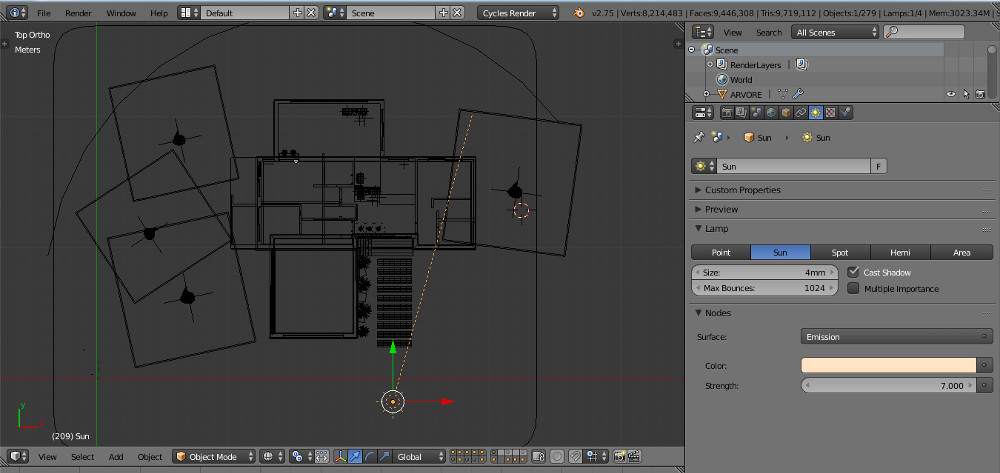 File Render Window Help Default Scene Cycles Render v2.75 | Verts:8,214,483 | Faces:9,446,308 | Tris:9,719,112 | Objects:1/279 | Lamps:1/4 | Mem:3023.34M |
Top Ortho
Meters
View Search All Scenes
Scene
RenderLayers |
World
ARVORE |
Sun Sun
Sun F
Custom Properties
Preview
Lamp
Point Sun Spot Hemi Area
Size: 4mm Cast Shadow
Max Bounces: 1024 Multiple Importance
Nodes
Surface: Emission
Color:
Strength: 7.000
y
x
(209) Sun
View Select Add Object Object Mode Global